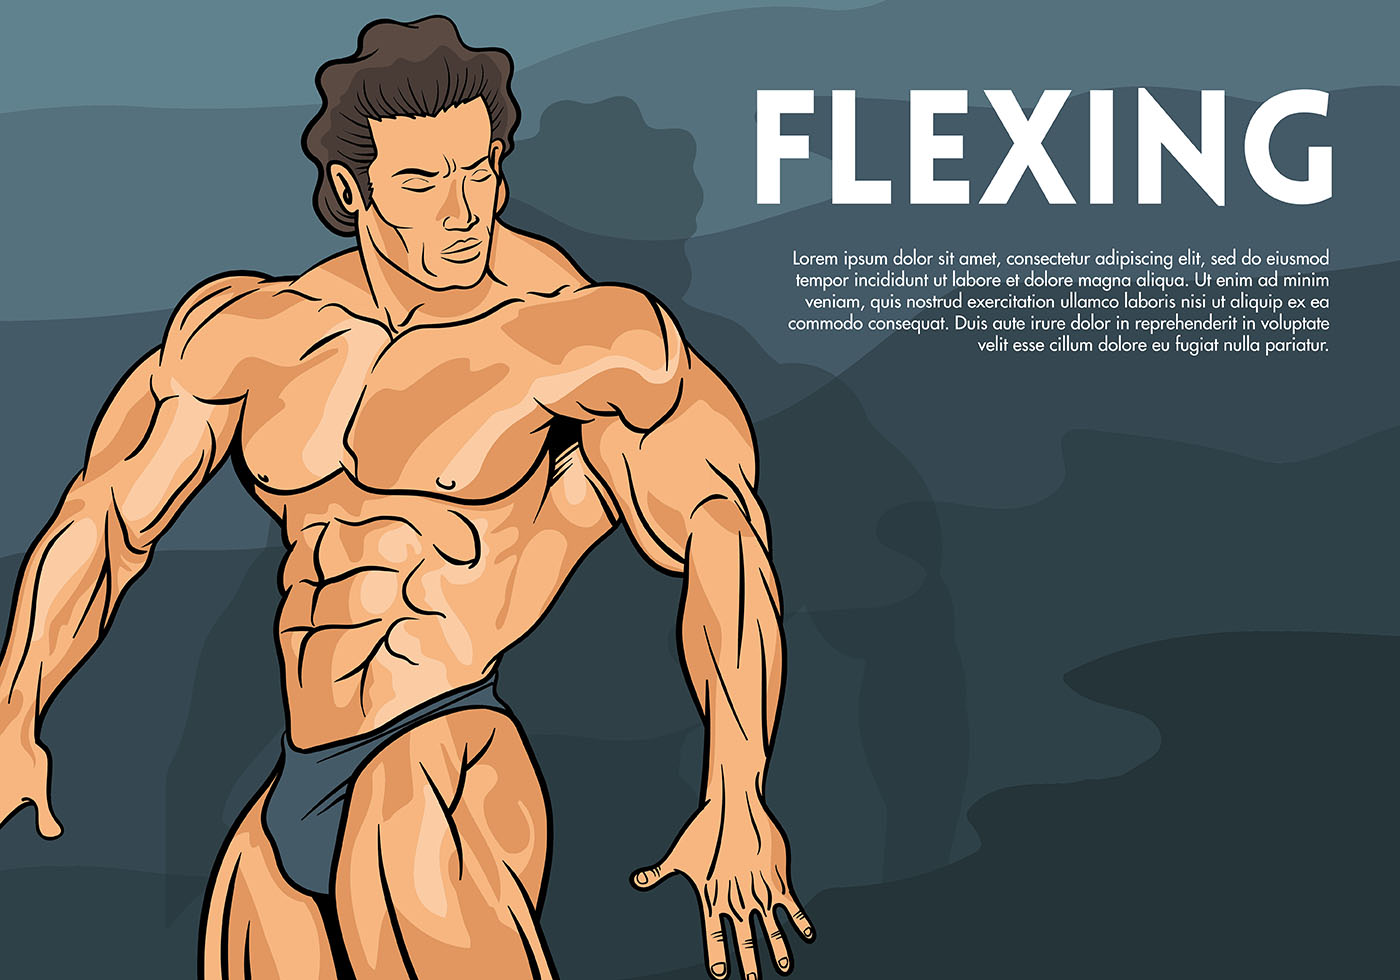 FLEXING
Lorem ipsum dolor sit amet, consectetur adipiscing elit, sed do eiusmod
tempor incididunt ut labore et dolore magna aliqua. Ut enim ad minim
veniam, quis nostrud exercitation ullamco laboris nisi ut aliquip ex ea
commodo consequat. Duis aute irure dolor in reprehenderit in voluptate
velit esse cillum dolore eu fugiat nulla pariatur.